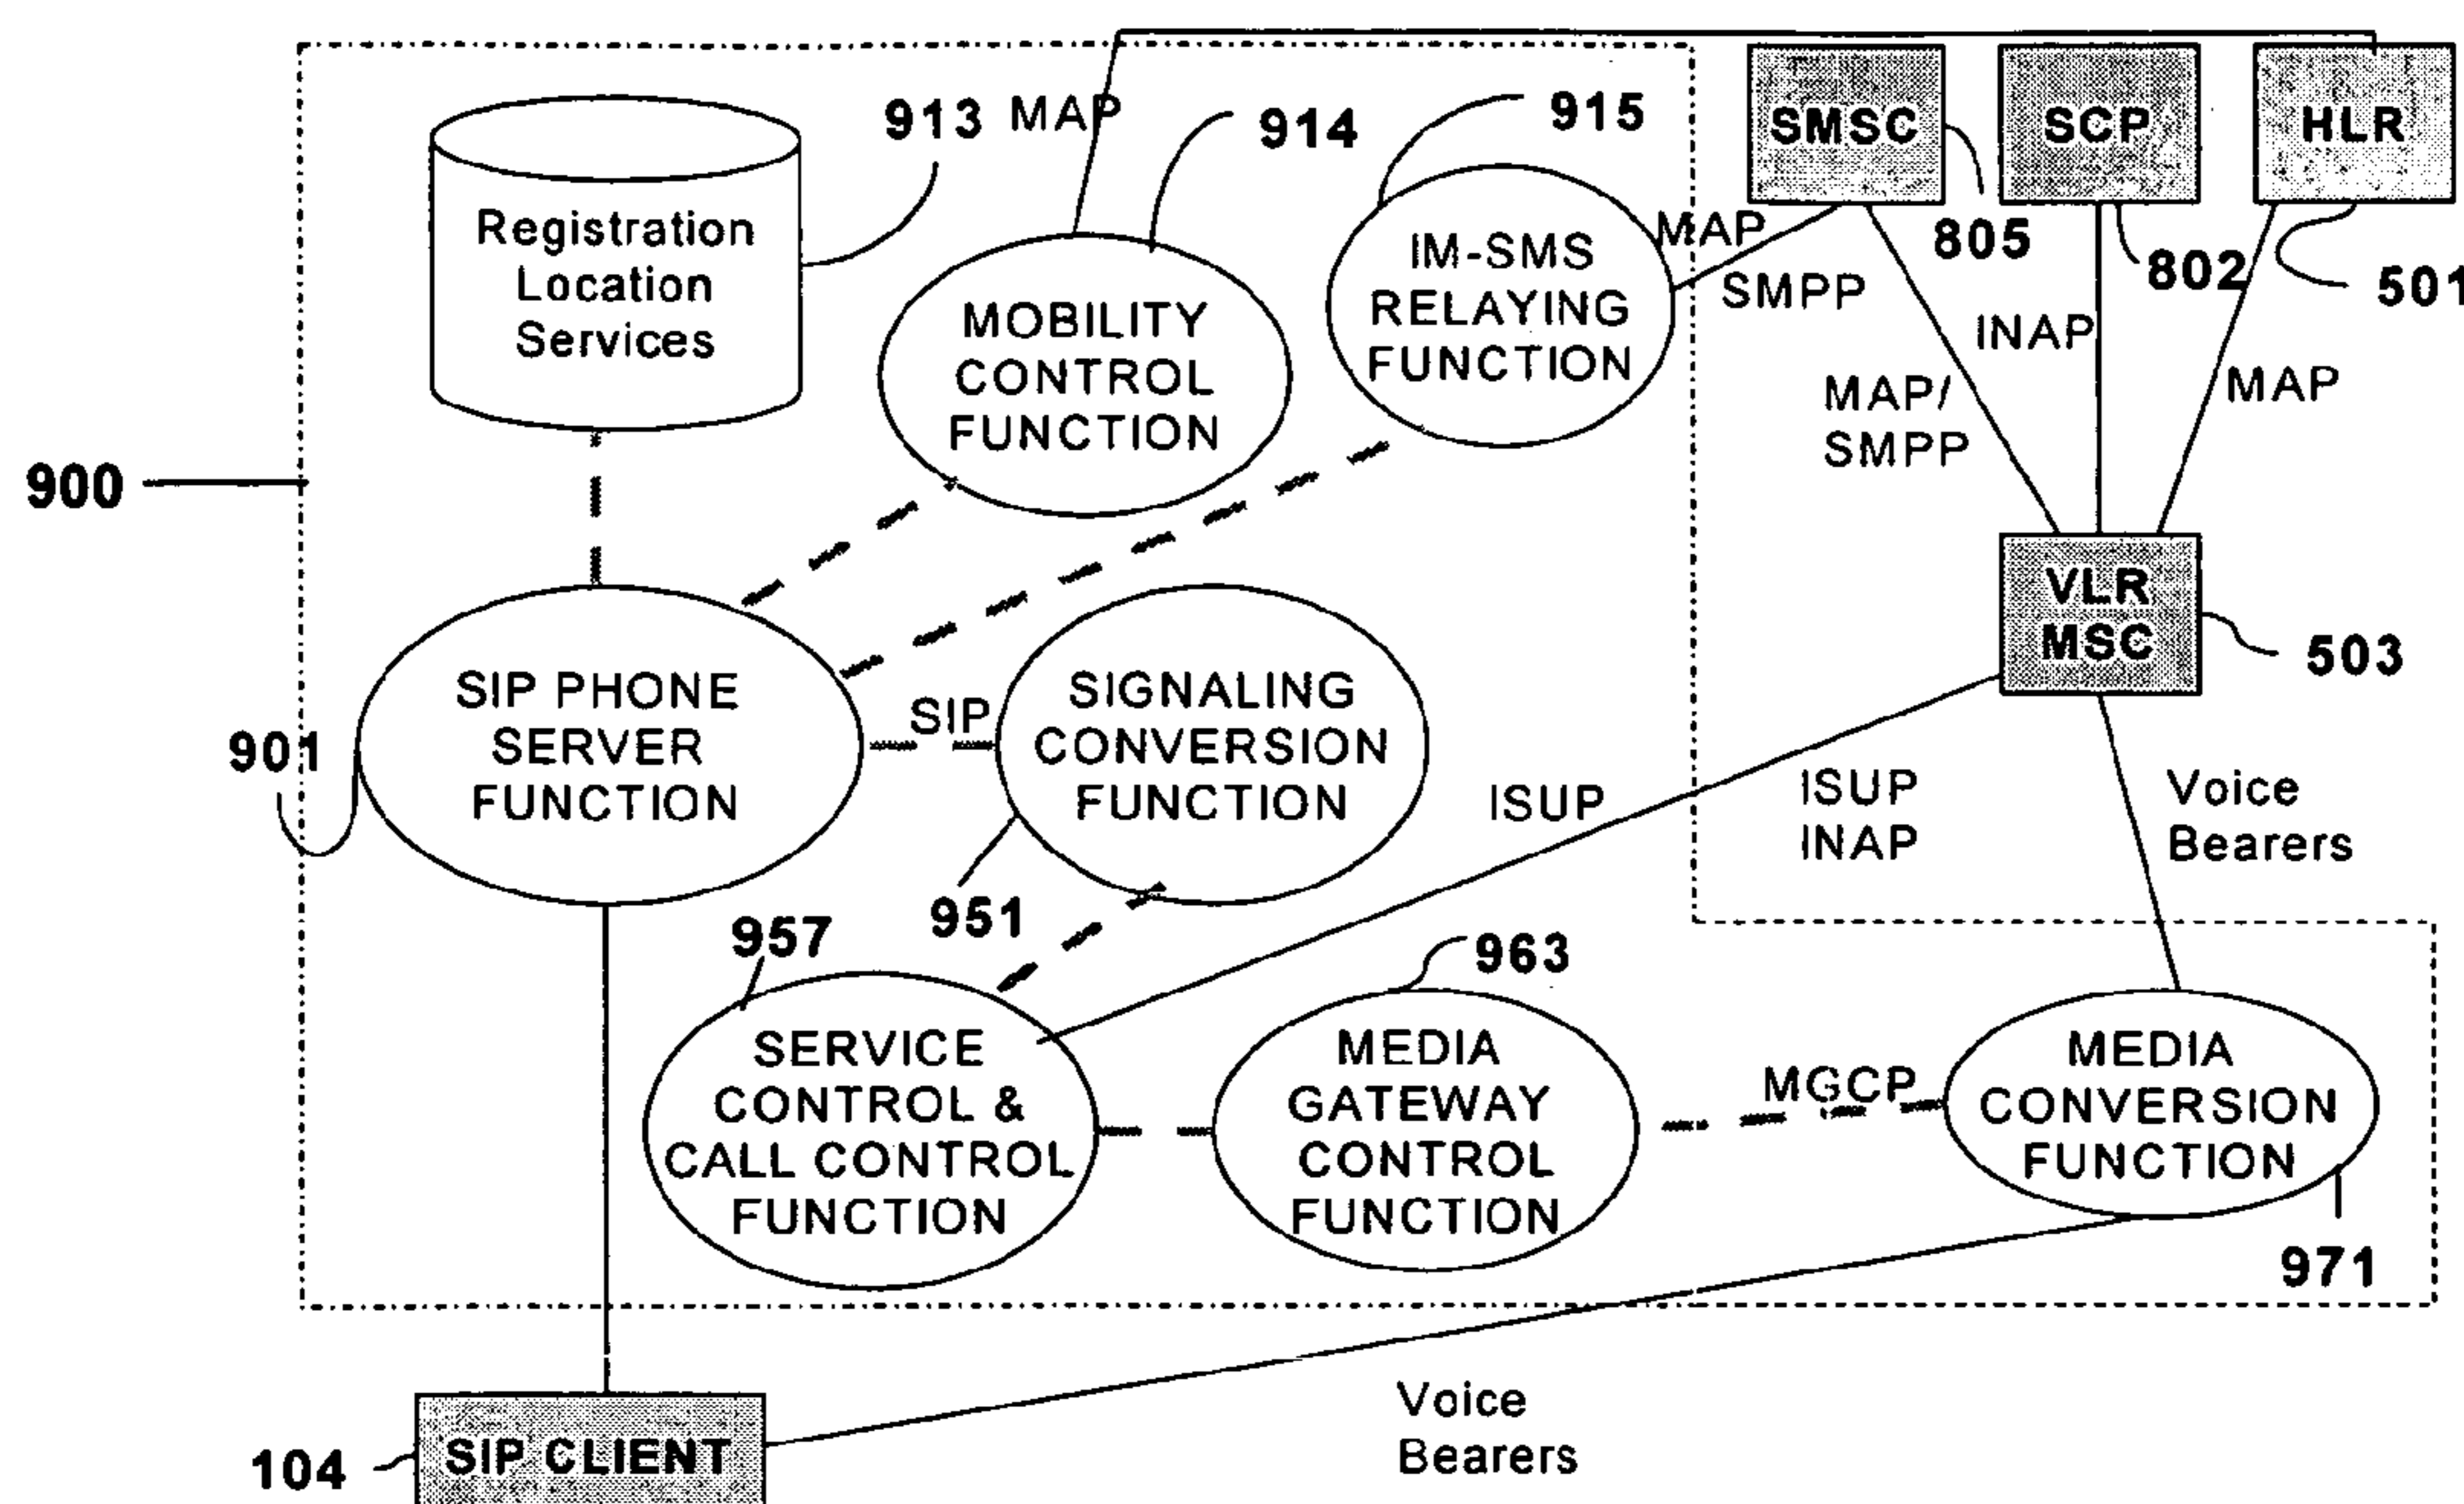 913 MAP
914
915
SMSC
SCP
HLR
805
802
501
Registration
Location
Services
MOBILITY
CONTROL
FUNCTION
IM-SMS
RELAYING
FUNCTION
MAP
SMPP
INAP
MAP/
SMPP
MAP
900
VLR
MSC
503
SIP PHONE
SERVER
FUNCTION
901
SIP
SIGNALING
CONVERSION
FUNCTION
951
ISUP
ISUP
INAP
Voice
Bearers
957
963
SERVICE
CONTROL &
CALL CONTROL
FUNCTION
MEDIA
GATEWAY
CONTROL
FUNCTION
MGCP
MEDIA
CONVERSION
FUNCTION
971
104
SIP CLIENT
Voice
Bearers